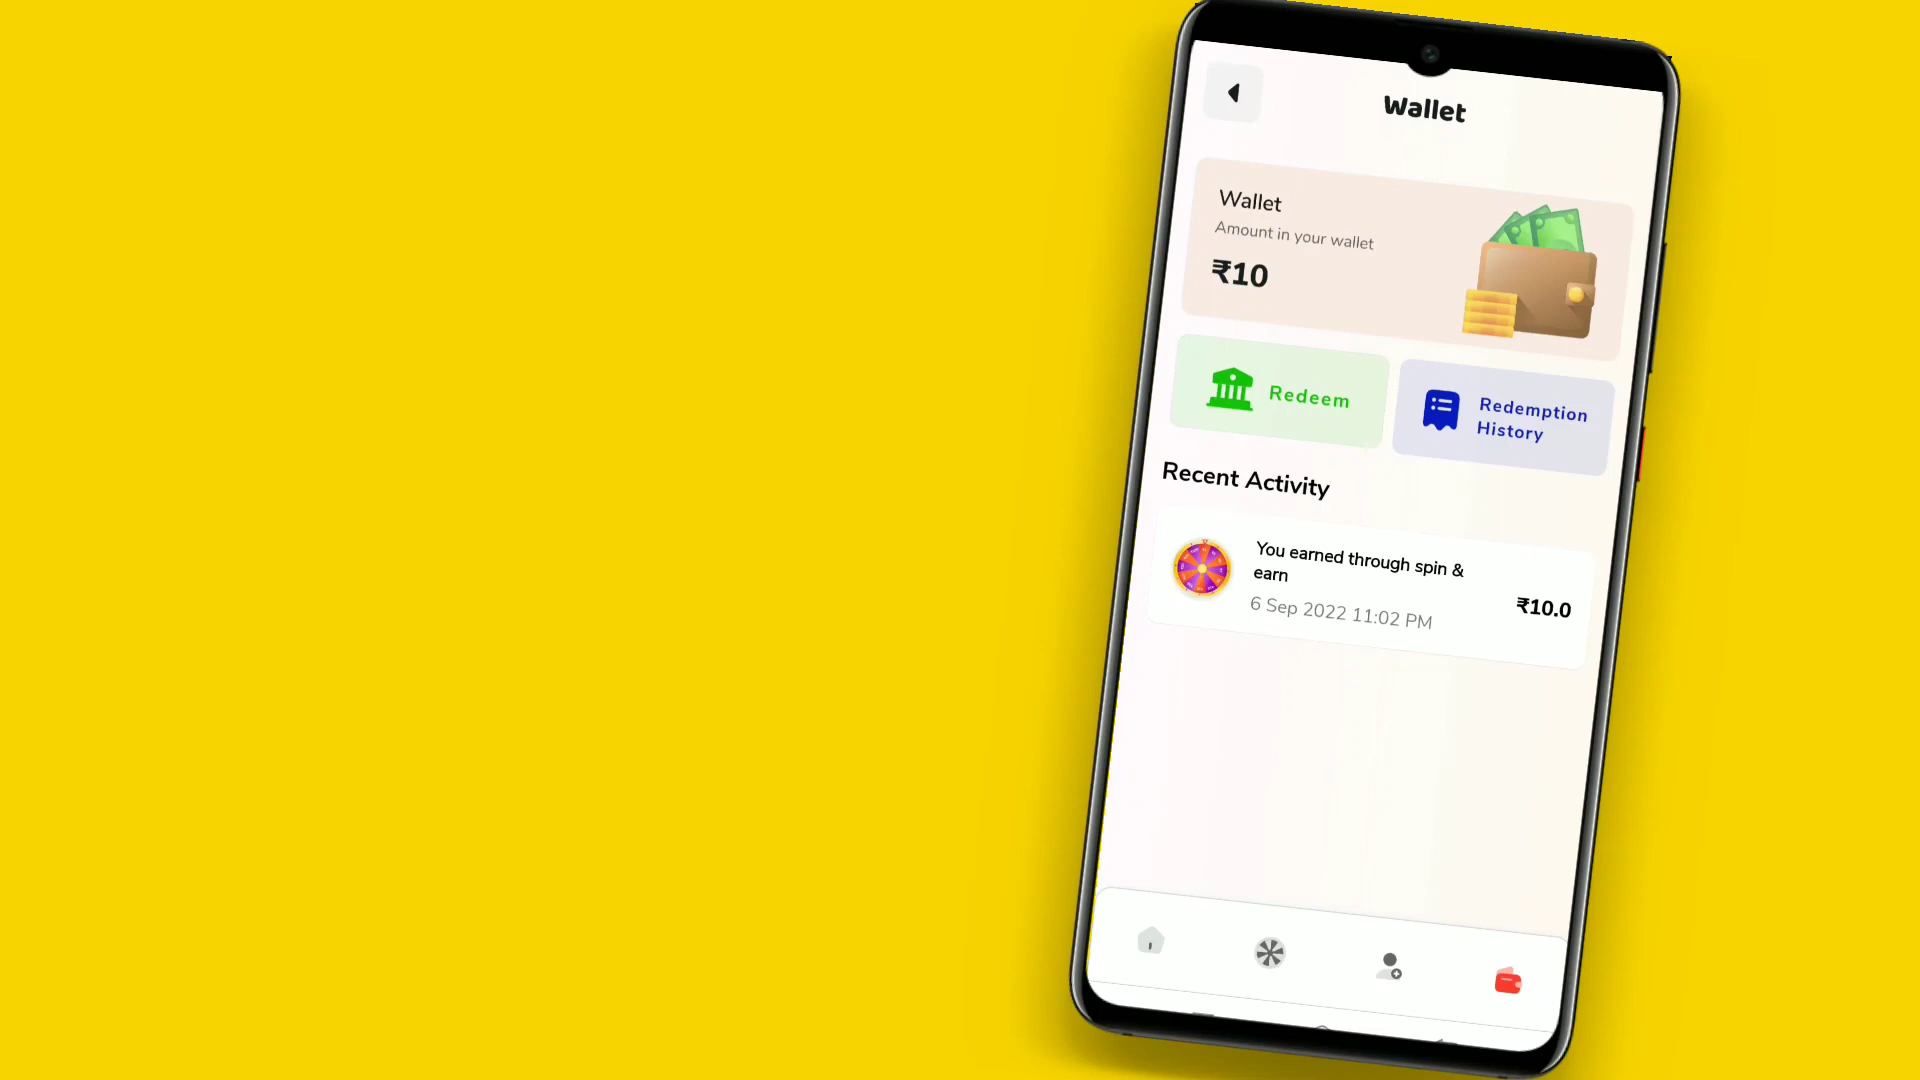 Wallet
Wallet
Amount in your wallet
₹10
Redeem
Redemption
History
Recent Activity
You earned through spin &
earn
6 Sep 2022 11:02 PM
₹10.0